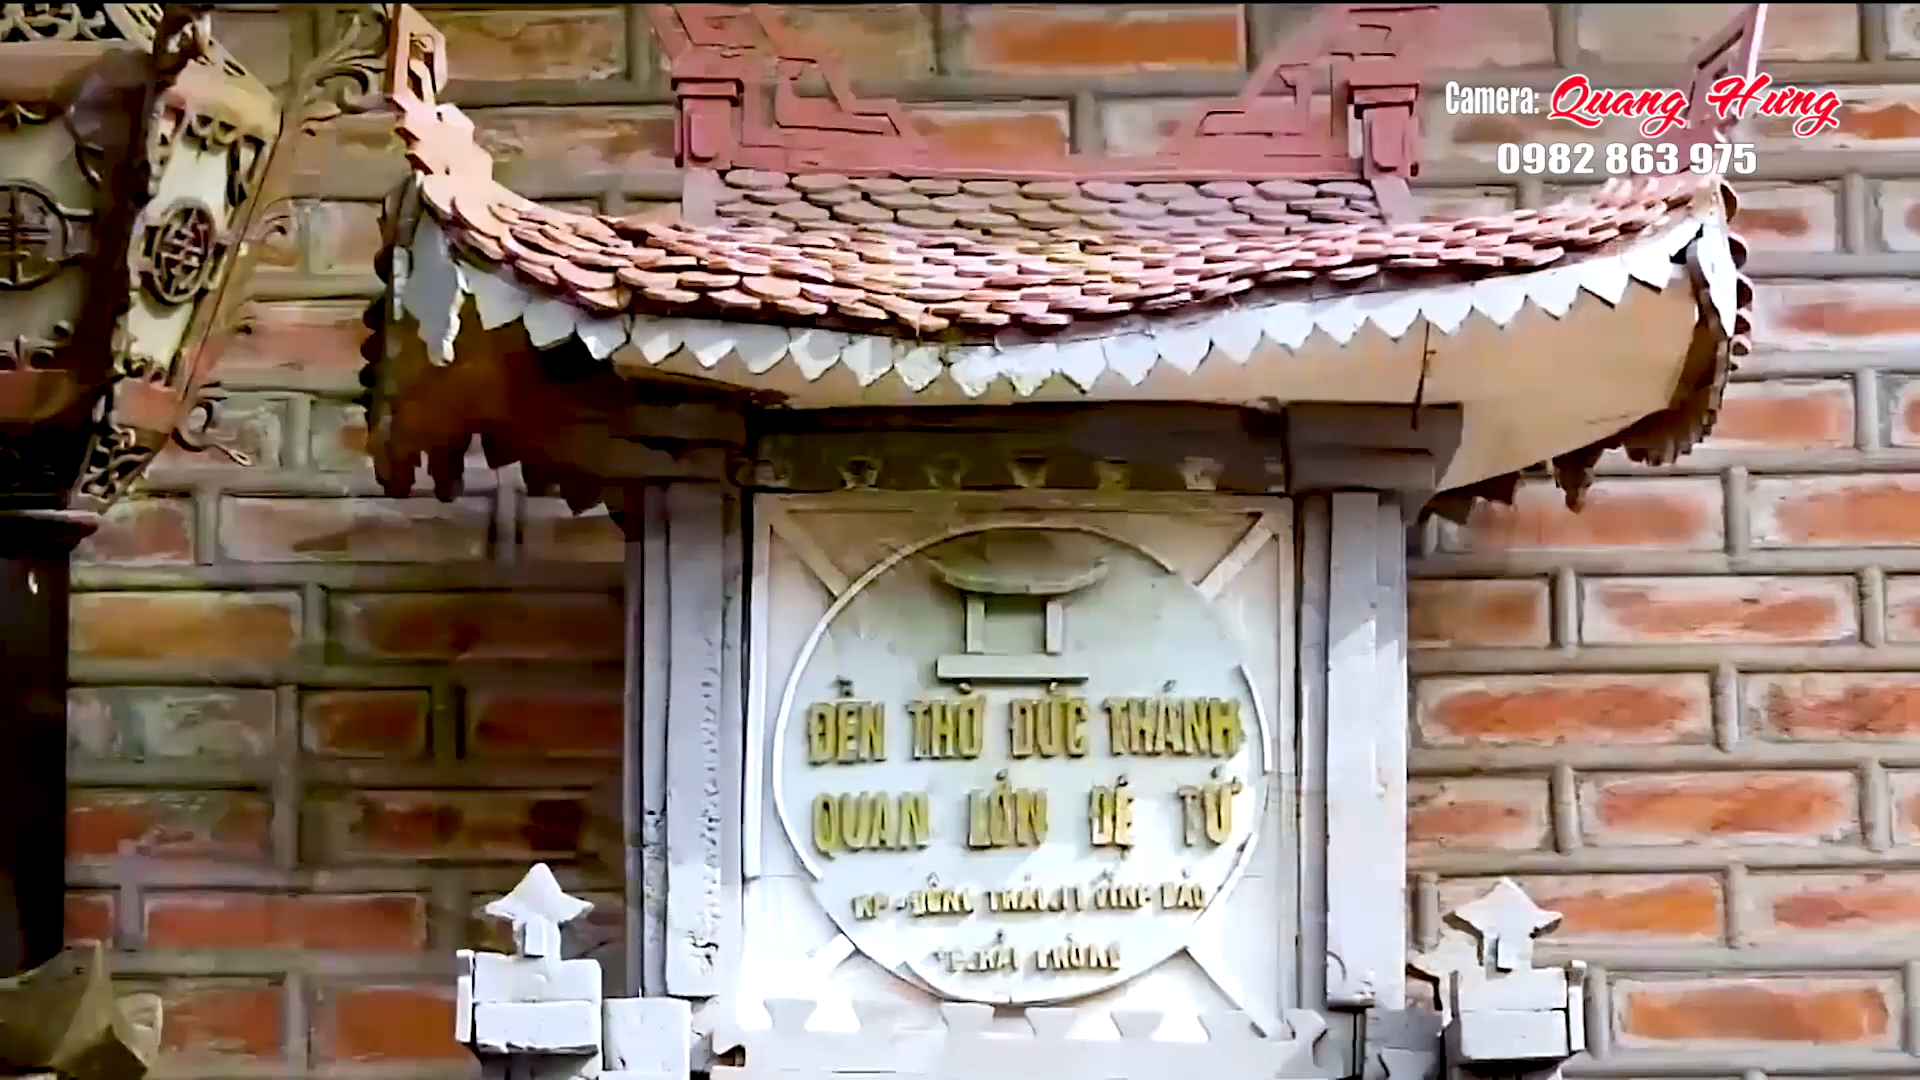 Camera: Quang Hưng
0982 863 975
ĐỀN THỜ ĐỨC THÁNH
QUAN LỚN ĐỆ TỨ